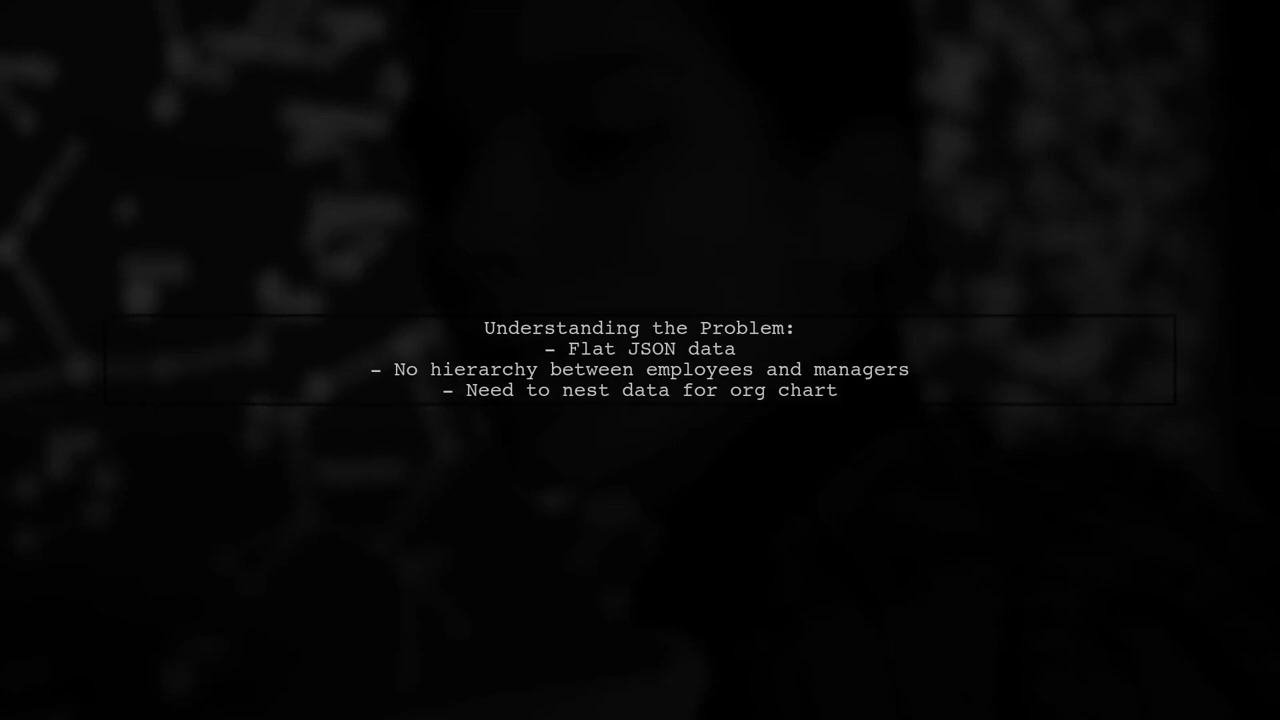 Understanding the Problem:
- Flat JSON data
- No hierarchy between employees and managers
- Need to nest data for org chart